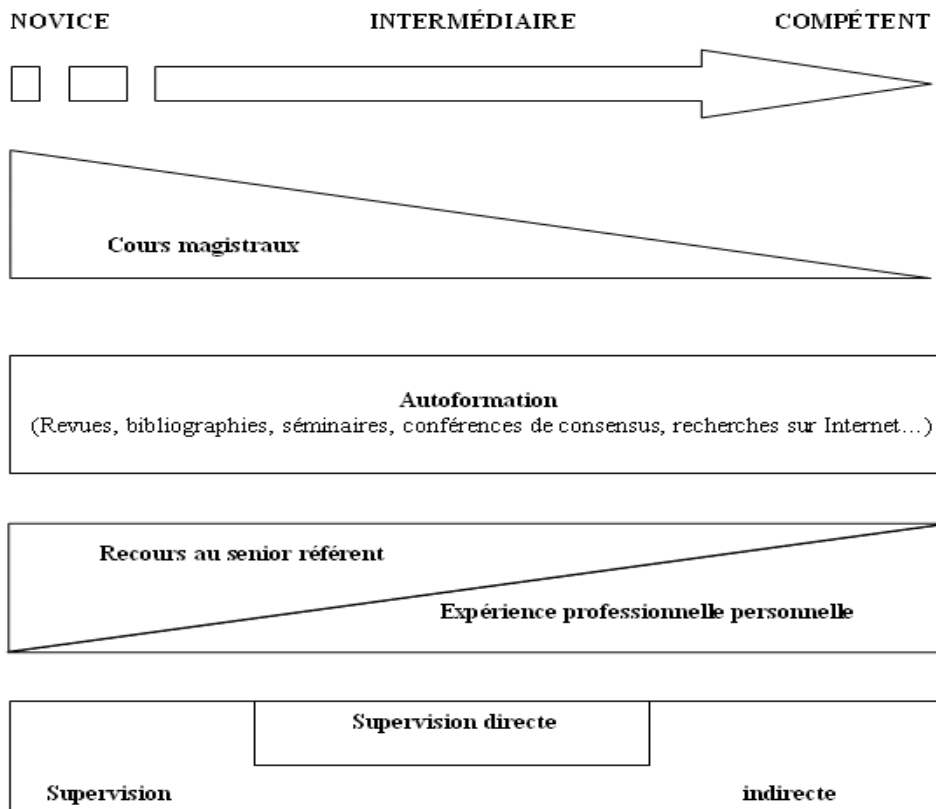 NOVICE INTERMÉDIAIRE COMPÉTENT
Cours magistraux
Autoformation
(Revues, bibliographies, séminaires, conférences de consensus, recherches sur Internet…)
Recours au senior référent
Expérience professionnelle personnelle
Supervision directe
Supervision indirecte